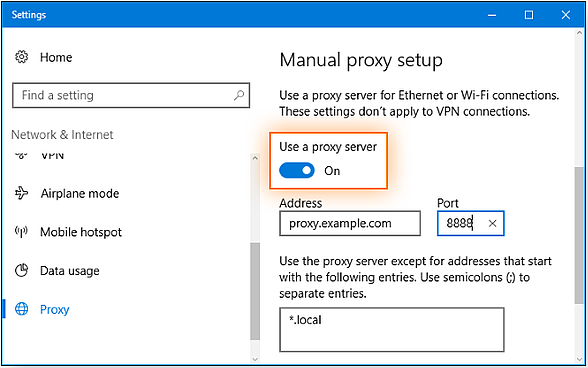 Settings
Home
Find a setting
Network & Internet
VPN
Airplane mode
Mobile hotspot
Data usage
Proxy
Manual proxy setup
Use a proxy server for Ethernet or Wi-Fi connections.
These settings don't apply to VPN connections.
Use a proxy server
On
Address Port
proxy.example.com 8888
Use the proxy server except for addresses that start
with the following entries. Use semicolons (;) to
separate entries.
*.local